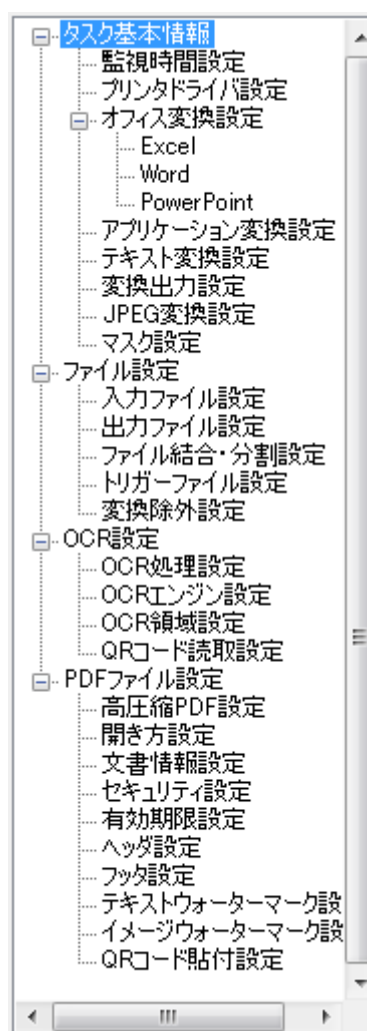 タスク基本情報
監視時間設定
プリンタドライバ設定
オフィス変換設定
Excel
Word
PowerPoint
アプリケーション変換設定
テキスト変換設定
変換出力設定
JPEG変換設定
マスク設定
ファイル設定
入力ファイル設定
出力ファイル設定
ファイル結合・分割設定
トリガーファイル設定
変換除外設定
OCR設定
OCR処理設定
OCRエンジン設定
OCR領域設定
QRコード読取設定
PDFファイル設定
高圧縮PDF設定
開き方設定
文書情報設定
セキュリティ設定
有効期限設定
ヘッダ設定
フッタ設定
テキストウォーターマーク設
イメージウォーターマーク設
QRコード貼付設定